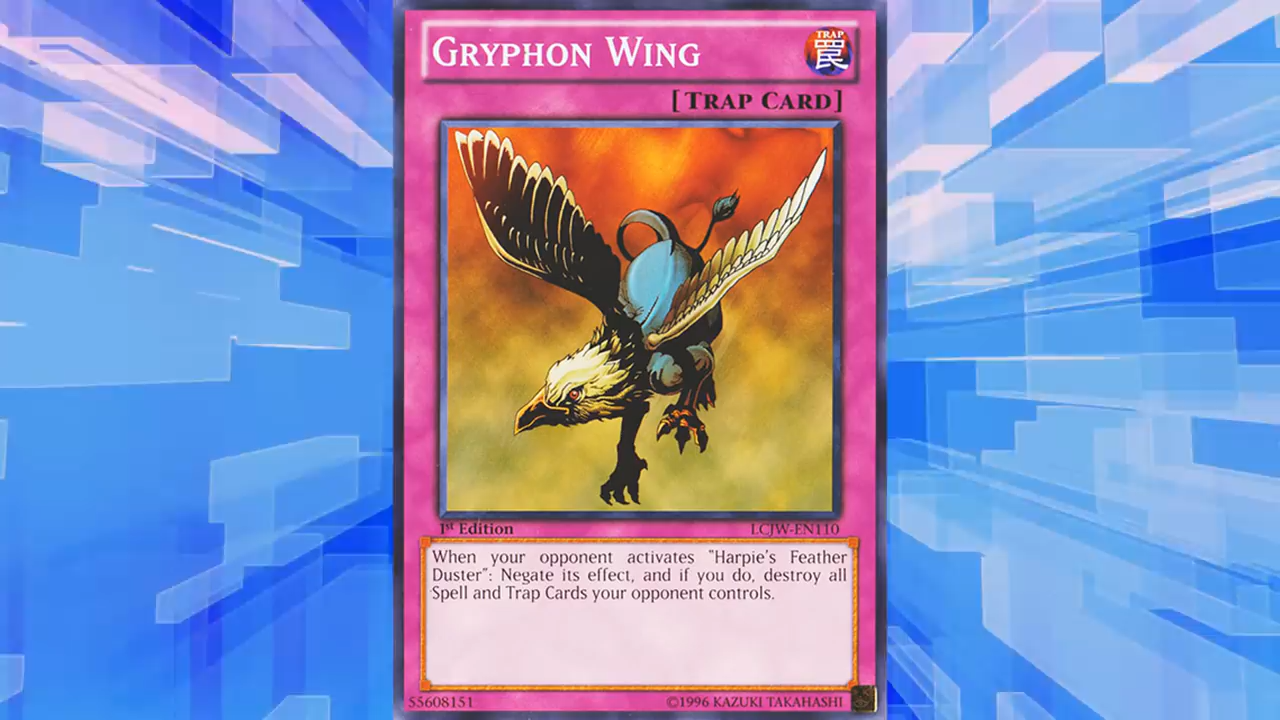 GRYPHON WING
TRAP
罠
[TRAP CARD]
1st Edition
LCJW-EN110
When your opponent activates "Harpie's Feather
Duster": Negate its effect, and if you do, destroy all
Spell and Trap Cards your opponent controls.
55608151
©1996 KAZUKI TAKAHASHI